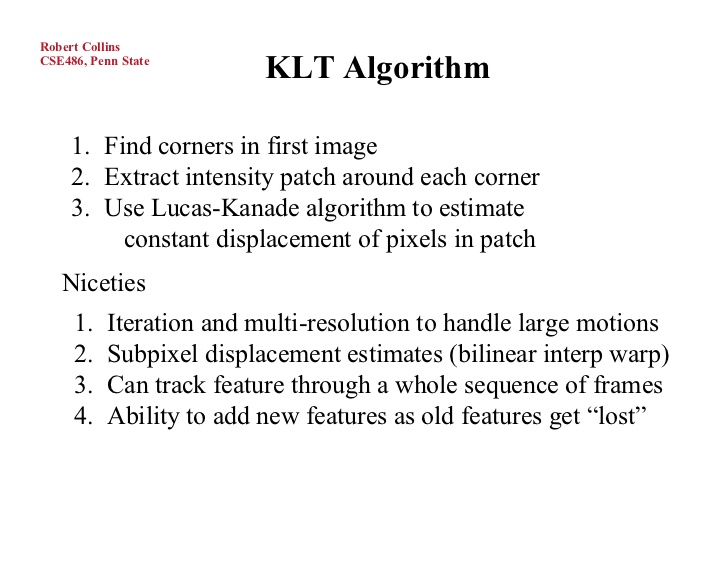 Robert Collins
CSE486, Penn State
KLT Algorithm
1. Find corners in first image
2. Extract intensity patch around each corner
3. Use Lucas-Kanade algorithm to estimate
constant displacement of pixels in patch
Niceties
1. Iteration and multi-resolution to handle large motions
2. Subpixel displacement estimates (bilinear interp warp)
3. Can track feature through a whole sequence of frames
4. Ability to add new features as old features get “lost”